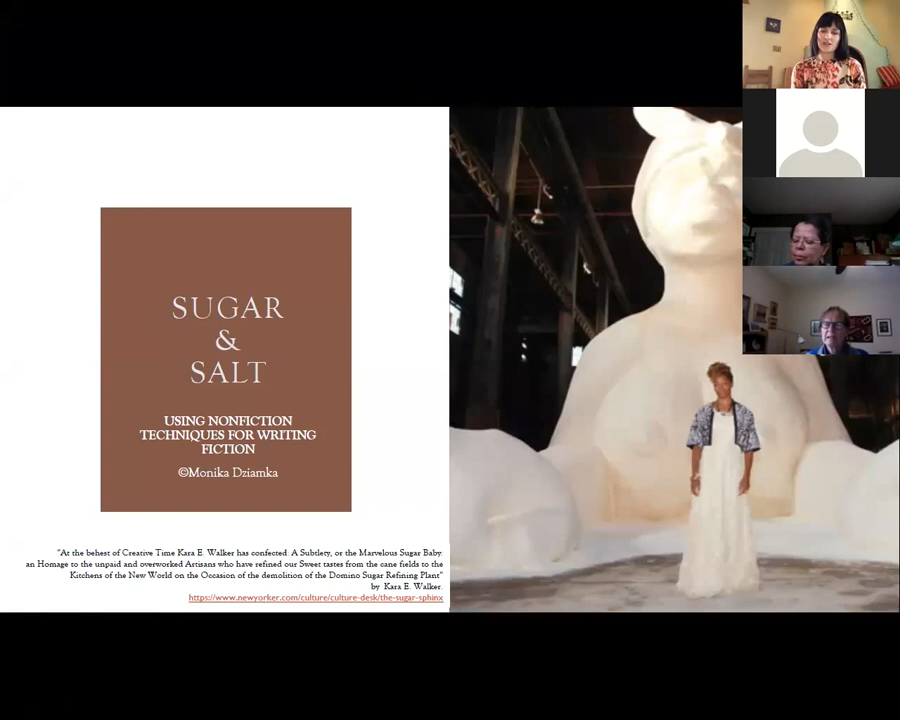 SUGAR
&
SALT
USING NONFICTION
TECHNIQUES FOR WRITING
FICTION
©Monika Dziamka
"At the behest of Creative Time Kara E. Walker has confected: A Subtlety, or the Marvelous Sugar Baby,
an Homage to the unpaid and overworked Artisans who have refined our Sweet tastes from the cane fields to the
Kitchens of the New World on the Occasion of the demolition of the Domino Sugar Refining Plant"
by Kara E. Walker.
https://www.newyorker.com/culture/culture-desk/the-sugar-sphinx